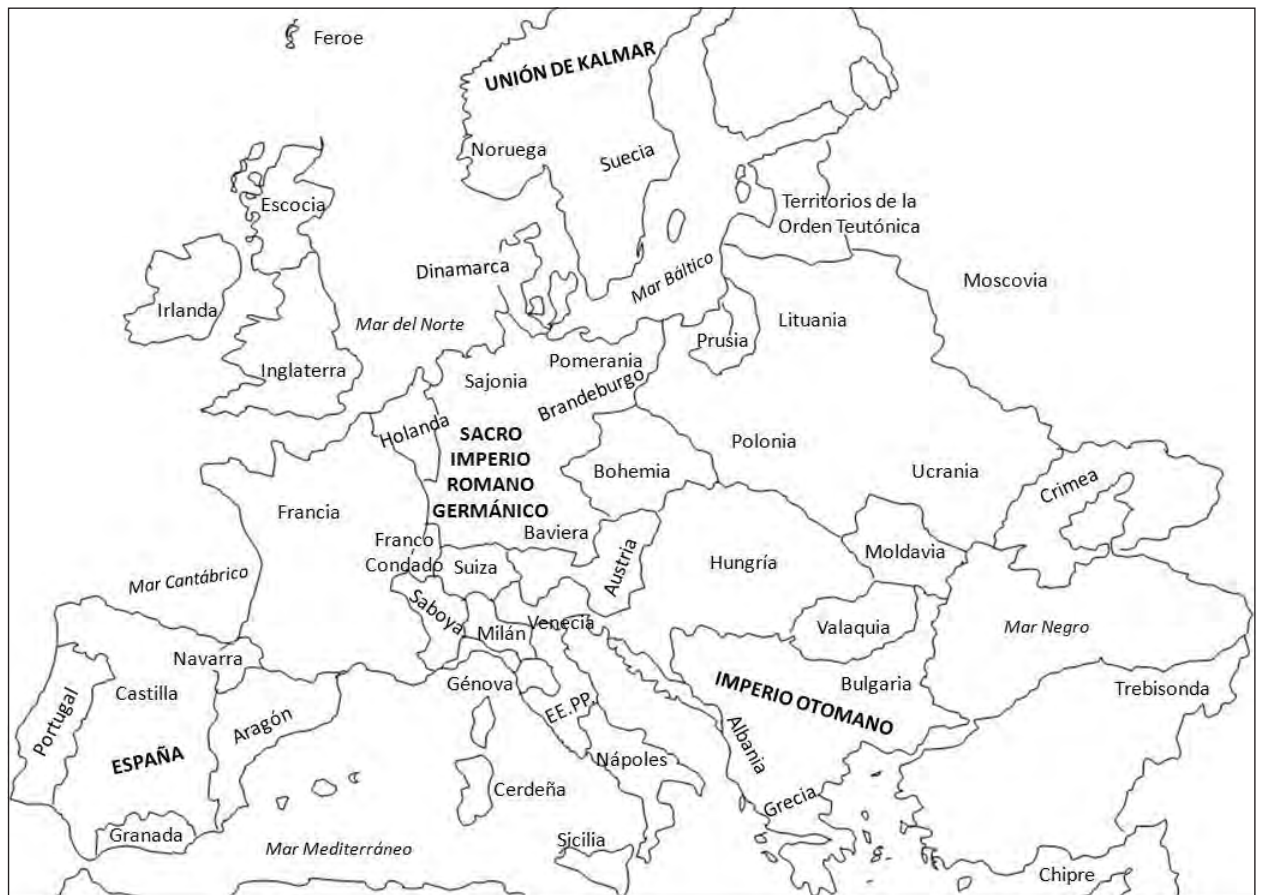 Feroe
UNIÓN DE KALMAR
Noruega
Suecia
Escocia
Territorios de la
Orden Teutónica
Dinamarca
Mar Báltico
Moscovia
Irlanda
Mar del Norte
Lituania
Prusia
Inglaterra
Pomerania
Sajonia
Brandeburgo
Holanda
SACRO
IMPERIO
ROMANO
GERMÁNICO
Polonia
Bohemia
Ucrania
Crimea
Francia
Baviera
Franco
Condado
Suiza
Austria
Hungría
Moldavia
Mar Cantábrico
Saboya
Milán
Venecia
Valaquia
Mar Negro
Navarra
Génova
Castilla
Portugal
Aragón
ESPAÑA
EE.PP.
IMPERIO OTOMANO
Bulgaria
Trebisonda
Albania
Nápoles
Cerdeña
Grecia
Granada
Mar Mediterráneo
Sicilia
Chipre